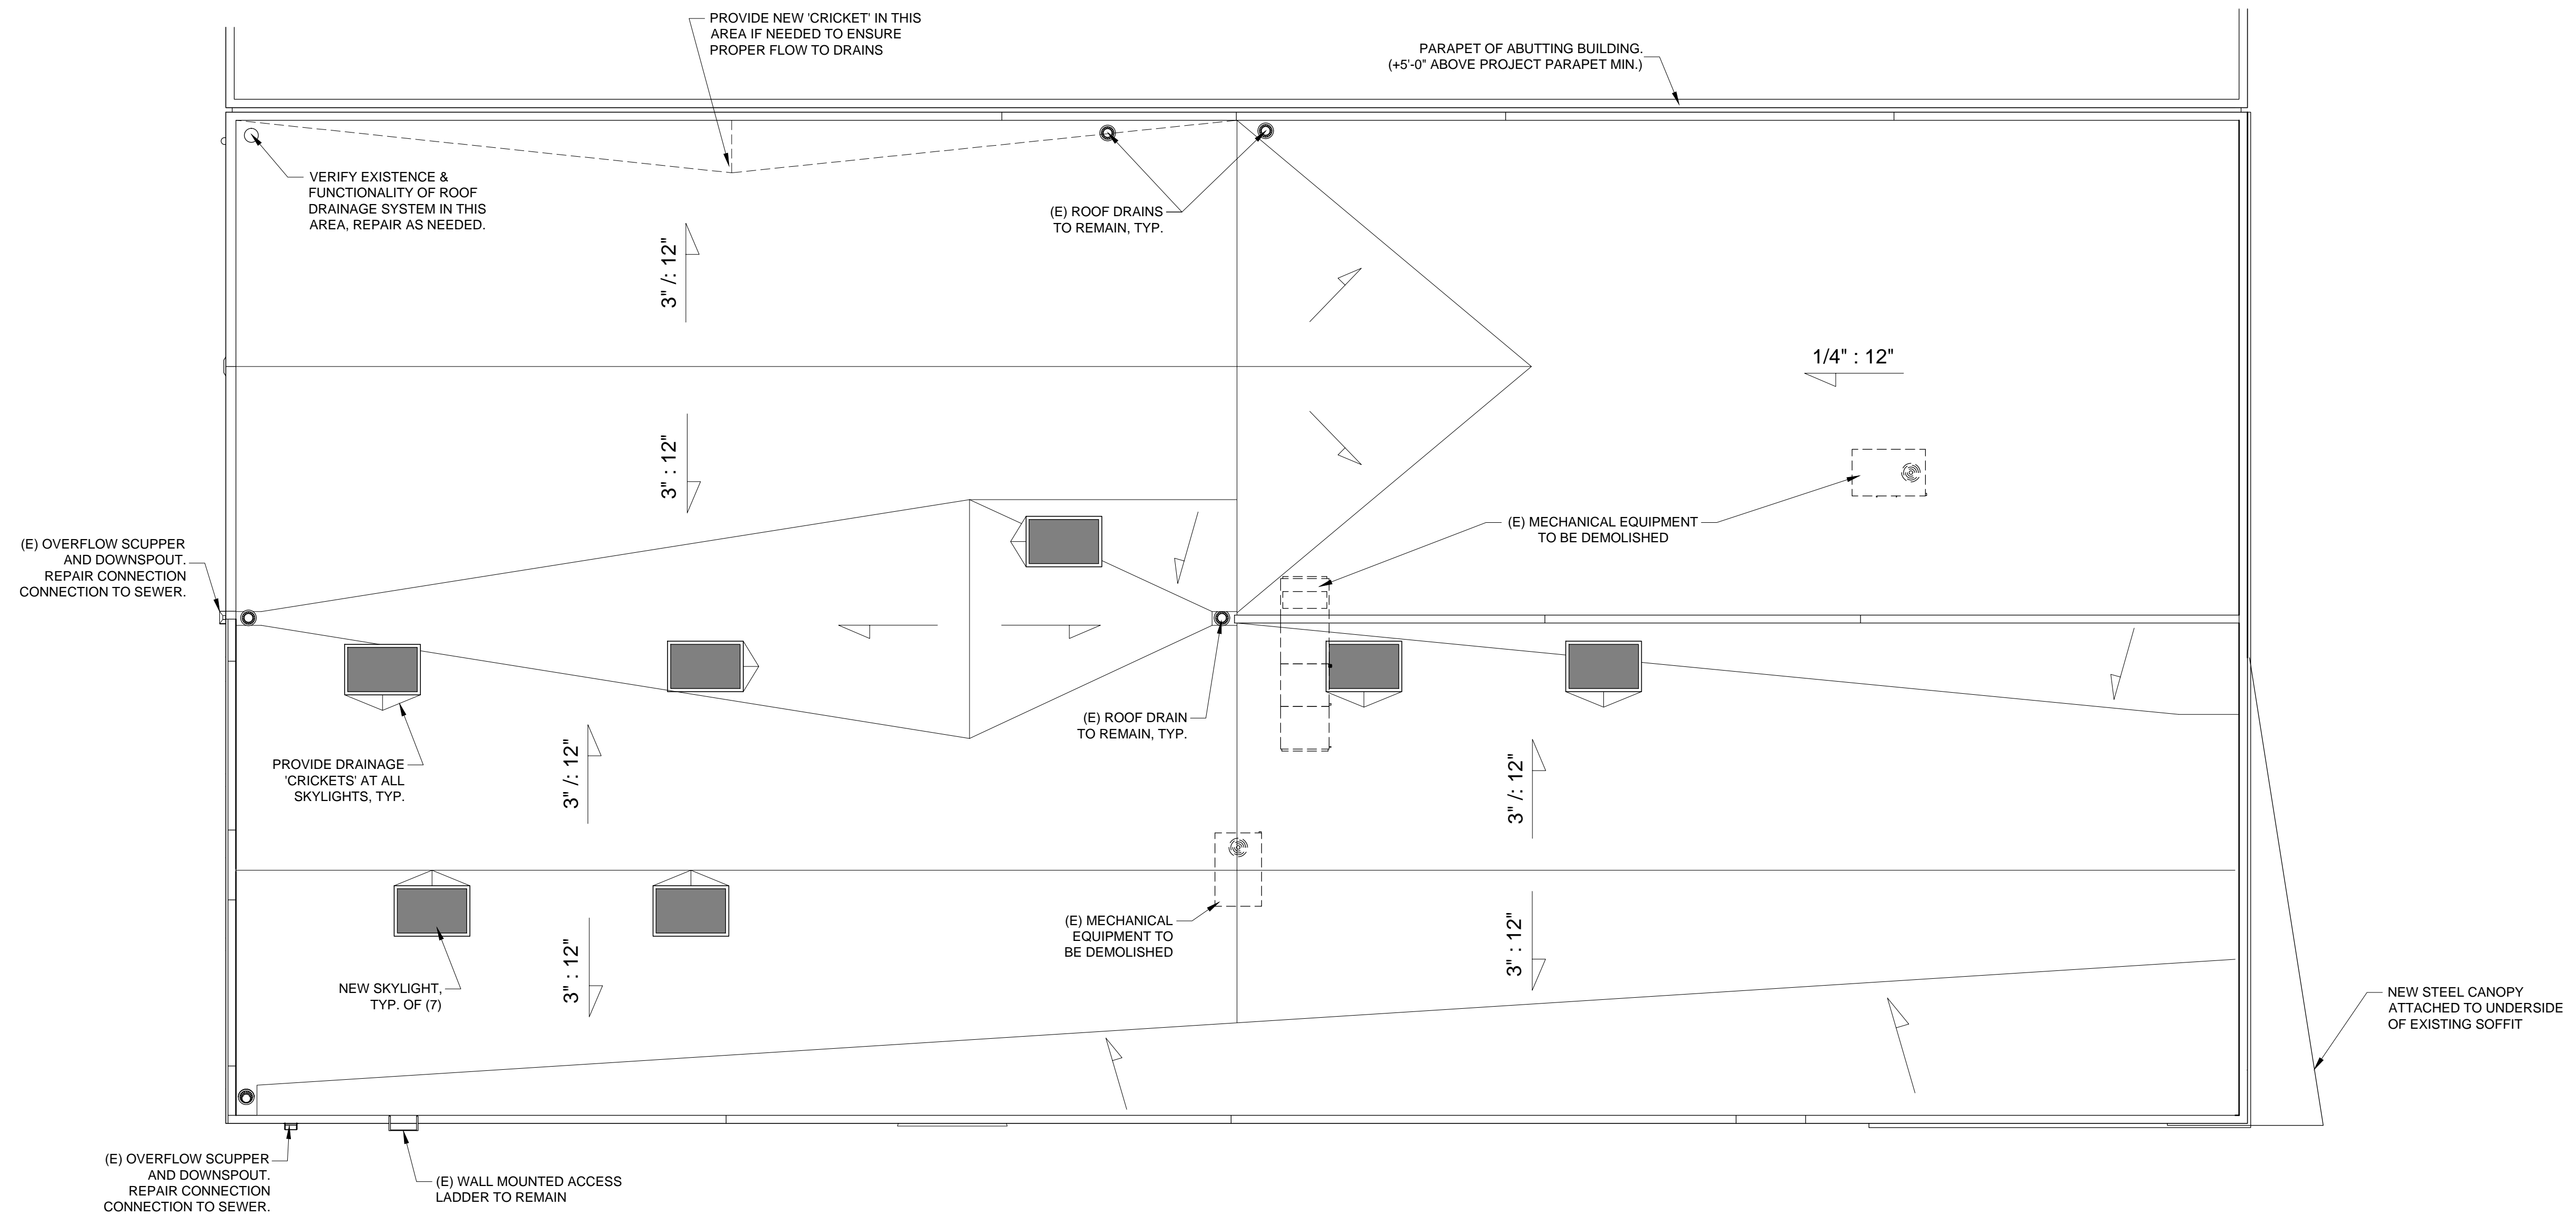 PROVIDE NEW 'CRICKET' IN THIS
AREA IF NEEDED TO ENSURE
PROPER FLOW TO DRAINS
PARAPET OF ABUTTING BUILDING.
(+5'-0" ABOVE PROJECT PARAPET MIN.)
VERIFY EXISTENCE &
FUNCTIONALITY OF ROOF
DRAINAGE SYSTEM IN THIS
AREA, REPAIR AS NEEDED.
(E) ROOF DRAINS
TO REMAIN, TYP.
3" /: 12"
1/4" : 12"
3" : 12"
(E) MECHANICAL EQUIPMENT
TO BE DEMOLISHED
(E) OVERFLOW SCUPPER
AND DOWNSPOUT.
REPAIR CONNECTION
CONNECTION TO SEWER.
(E) ROOF DRAIN
TO REMAIN, TYP.
PROVIDE DRAINAGE
'CRICKETS' AT ALL
SKYLIGHTS, TYP.
3" /: 12"
3" /: 12"
(E) MECHANICAL
EQUIPMENT TO
BE DEMOLISHED
3" : 12"
3" : 12"
NEW SKYLIGHT,
TYP. OF (7)
NEW STEEL CANOPY
ATTACHED TO UNDERSIDE
OF EXISTING SOFFIT
(E) OVERFLOW SCUPPER
AND DOWNSPOUT.
REPAIR CONNECTION
CONNECTION TO SEWER.
(E) WALL MOUNTED ACCESS
LADDER TO REMAIN